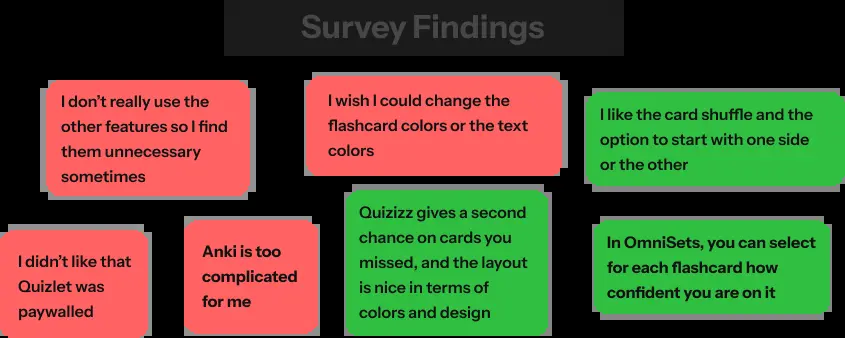 Survey Findings
I don't really use the
other features so I find
them unnecessary
sometimes
I wish I could change the
flashcard colors or the text
colors
I like the card shuffle and the
option to start with one side
or the other
I didn't like that
Quizlet was
paywalled
Anki is too
complicated
for me
Quizizz gives a second
chance on cards you
missed, and the layout
is nice in terms of
colors and design
In OmniSets, you can select
for each flashcard how
confident you are on it